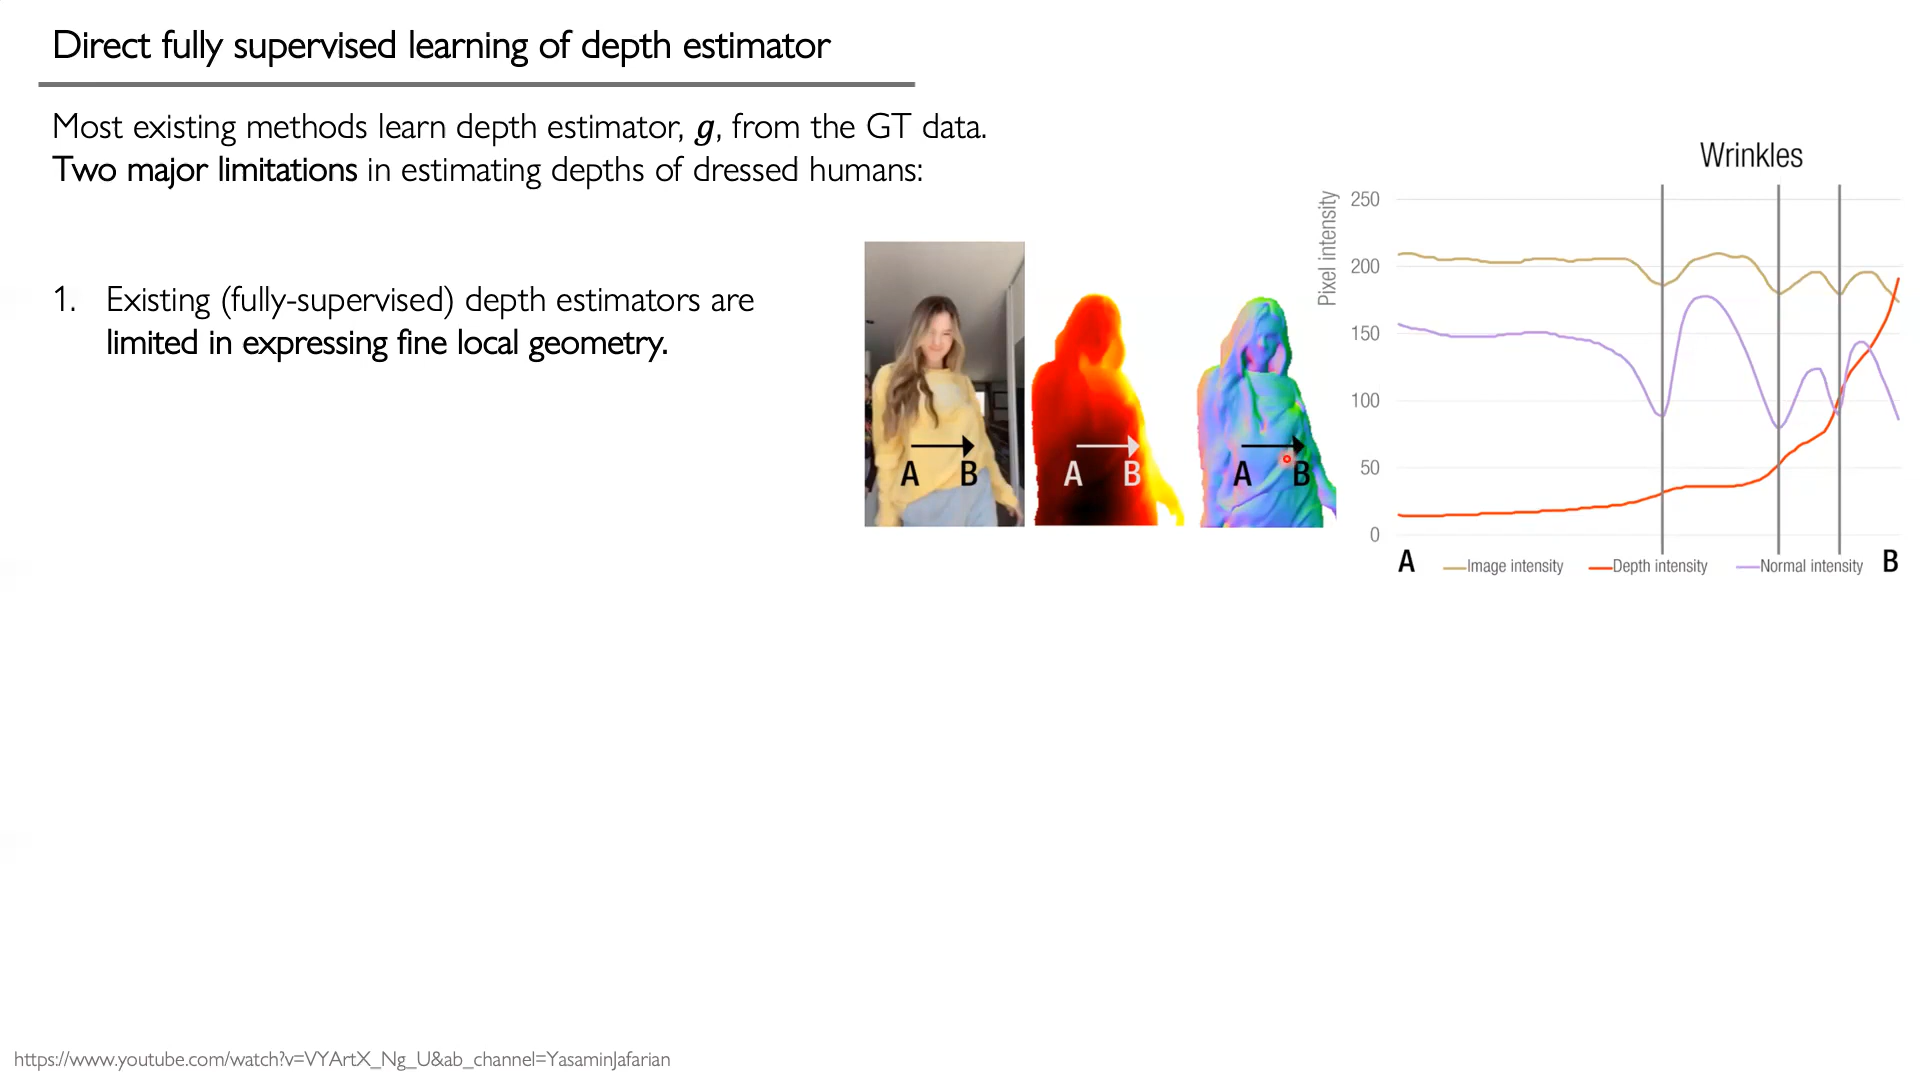 Direct fully supervised learning of depth estimator
Most existing methods learn depth estimator, g, from the GT data.
Two major limitations in estimating depths of dressed humans:
1. Existing (fully-supervised) depth estimators are
limited in expressing fine local geometry.
A B
A B
A B
Wrinkles
Pixel intensity
250
200
150
100
50
0
A Image intensity Depth intensity Normal intensity B
https://www.youtube.com/watch?v=VYArtX_Ng_U&ab_channel=YasaminJafarian